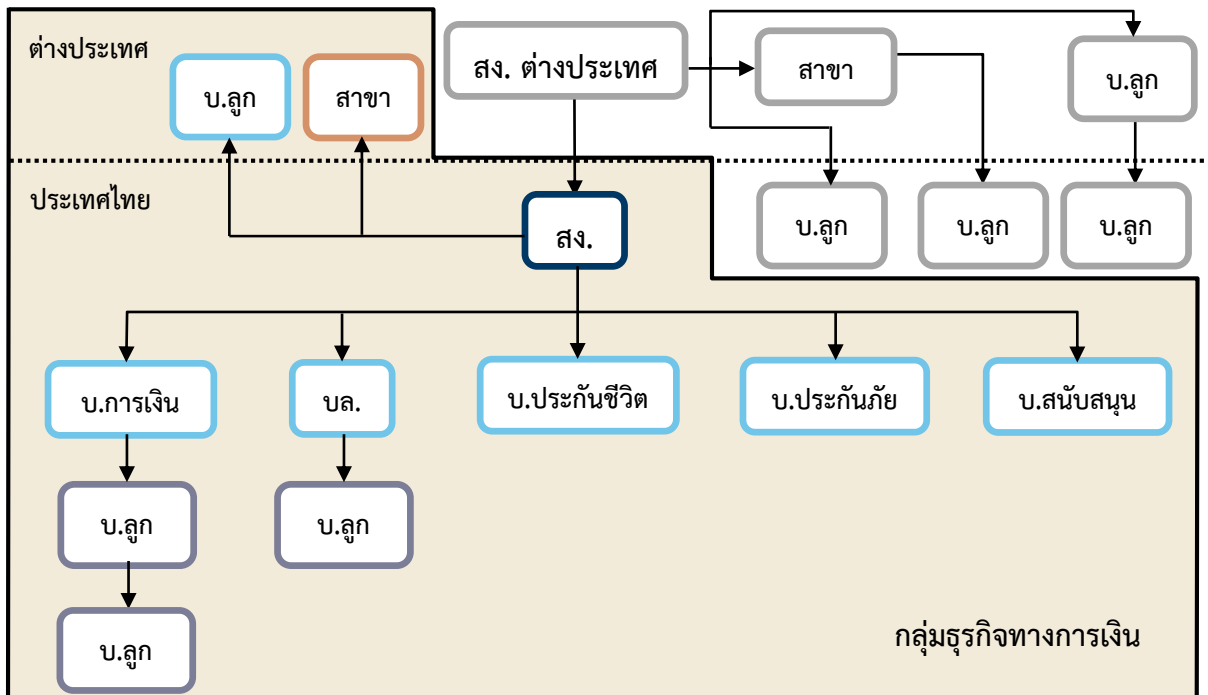 ต่างประเทศ
บ.ลูก
สาขา
สง. ต่างประเทศ
สาขา
บ.ลูก
ประเทศไทย
สง.
บ.ลูก
บ.ลูก
บ.ลูก
บ.การเงิน
บล.
บ.ประกันชีวิต
บ.ประกันภัย
บ.สนับสนุน
บ.ลูก
บ.ลูก
บ.ลูก
กลุ่มธุรกิจทางการเงิน